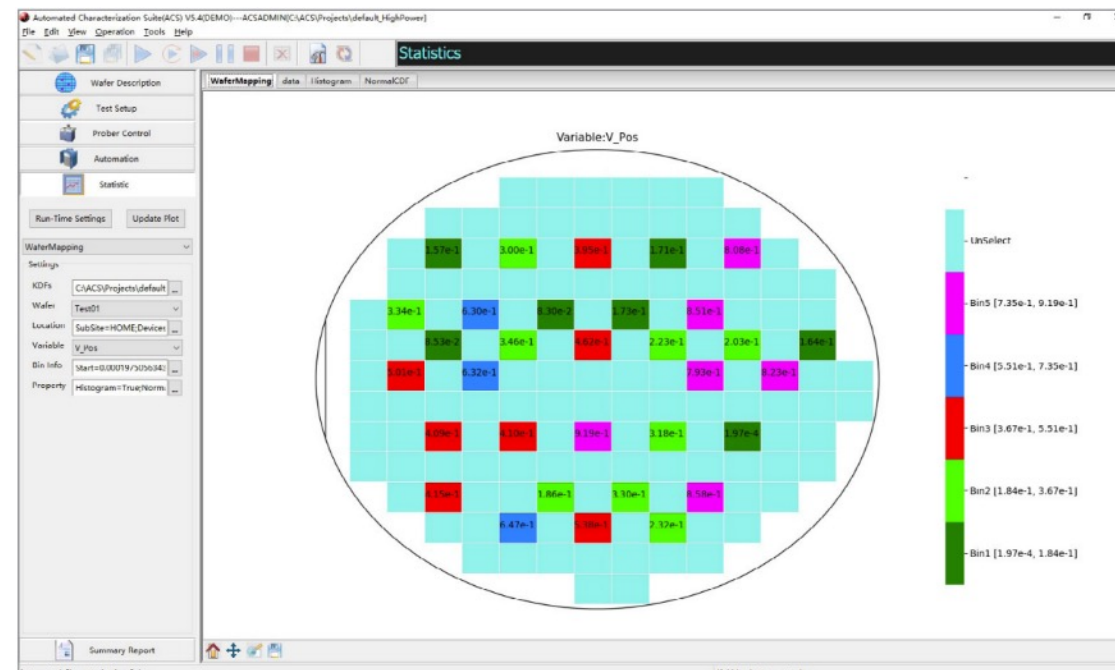 Automated Characterization Suite(ACS) V5.4(DEMO)---ACSADMIN[C:\ACS\Projects\default_HighPower]
File Edit View Operation Tools Help
Statistics
Wafer Description
Test Setup
Prober Control
Automation
Statistic
Run-Time Settings Update Plot
WaferMapping
Settings
KDFs C:\ACS\Projects\default ...
Wafer Test01
Location SubSite=HOME;Devices ...
Variable V_Pos
Bin Info Start=0.0001975056343 ...
Property Histogram=True;Norm. ...
Summary Report
WaferMapping data Histogram NormalCDF
Variable:V_Pos
1.57e-1 3.00e-1 3.95e-1 1.71e-1 8.08e-1
3.34e-1 6.30e-1 8.30e-2 1.73e-1 8.51e-1
8.53e-2 3.46e-1 4.62e-1 2.23e-1 2.03e-1 1.64e-1
5.01e-1 6.32e-1 7.93e-1 8.23e-1
4.09e-1 4.10e-1 9.19e-1 3.18e-1 1.97e-4
4.15e-1 1.86e-1 3.30e-1 8.58e-1
6.47e-1 2.32e-1
UnSelect
Bin5 [7.35e-1, 9.19e-1]
Bin4 [5.51e-1, 7.35e-1]
Bin3 [3.67e-1, 5.51e-1]
Bin2 [1.84e-1, 3.67e-1]
Bin1 [1.97e-4, 1.84e-1]